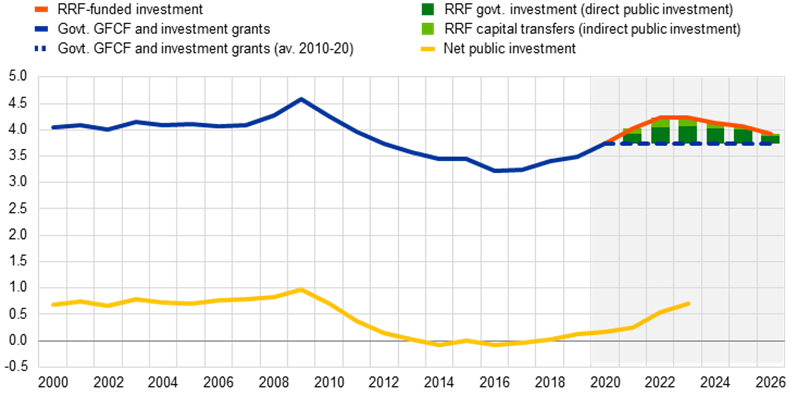 RRF-funded investment
Govt. GFCF and investment grants
Govt. GFCF and investment grants (av. 2010-20)
RRF govt. investment (direct public investment)
RRF capital transfers (indirect public investment)
Net public investment
5.0
4.5
4.0
3.5
3.0
2.5
2.0
1.5
1.0
0.5
0.0
-0.5
2000 2002 2004 2006 2008 2010 2012 2014 2016 2018 2020 2022 2024 2026